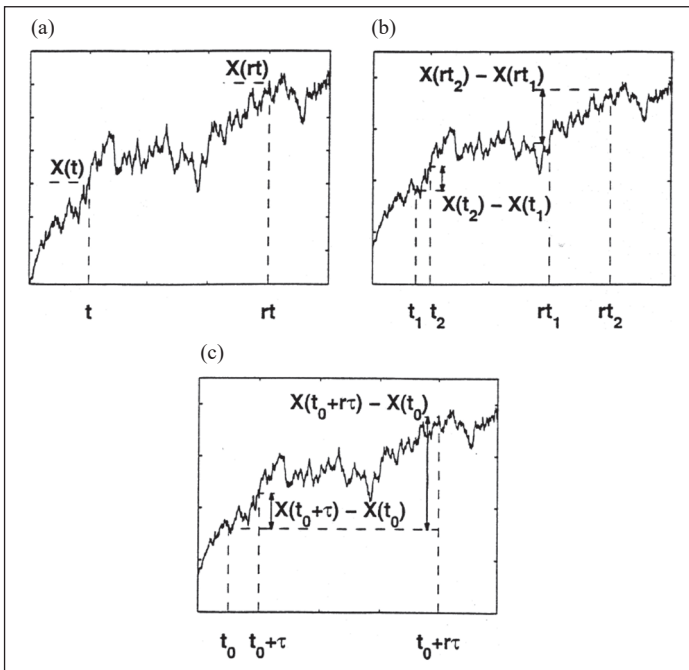 (a)
X(rt)
X(t)
t rt
(b)
X(rt₂) − X(rt₁)
X(t₂) − X(t₁)
t₁ t₂ rt₁ rt₂
(c)
X(t₀+rτ) − X(t₀)
X(t₀+τ) − X(t₀)
t₀ t₀+τ t₀+rτ